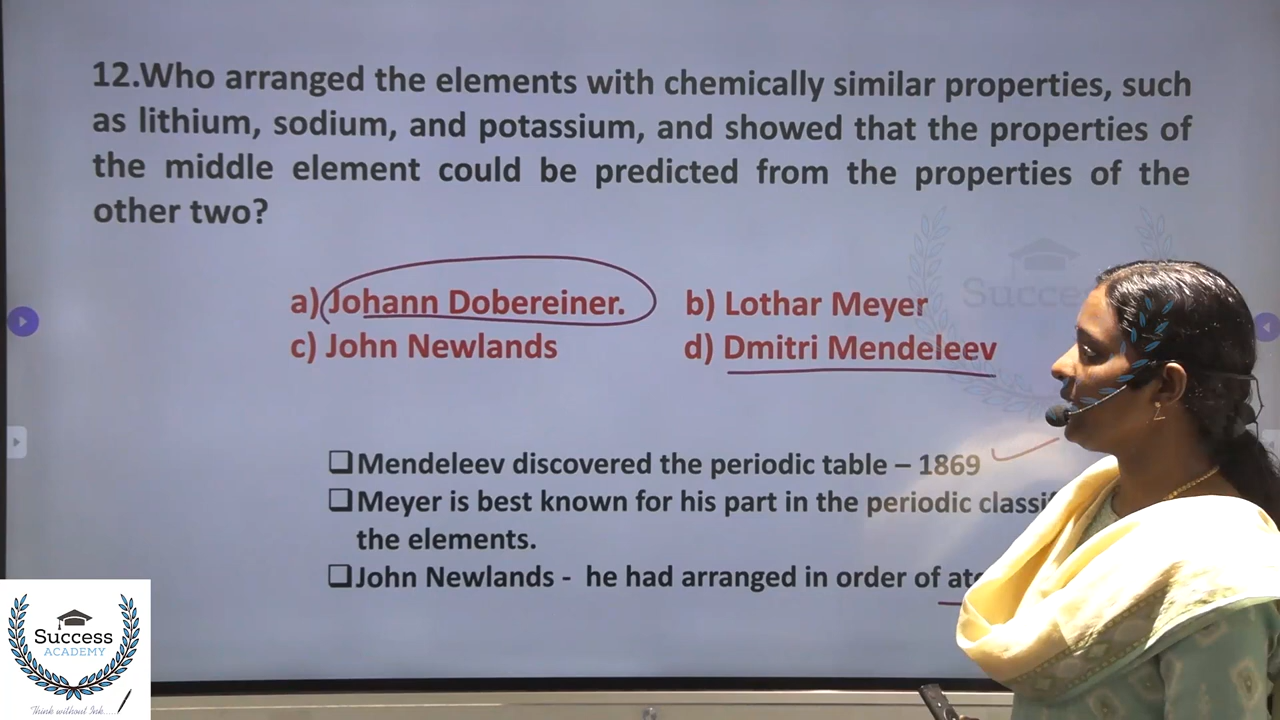 12.Who arranged the elements with chemically similar properties, such
as lithium, sodium, and potassium, and showed that the properties of
the middle element could be predicted from the properties of the
other two?
a) Johann Dobereiner. b) Lothar Meyer
c) John Newlands d) Dmitri Mendeleev
❑Mendeleev discovered the periodic table – 1869
❑Meyer is best known for his part in the periodic
the elements.
❑John Newlands - he had arranged in order of
Success
ACADEMY
Think without Ink.....